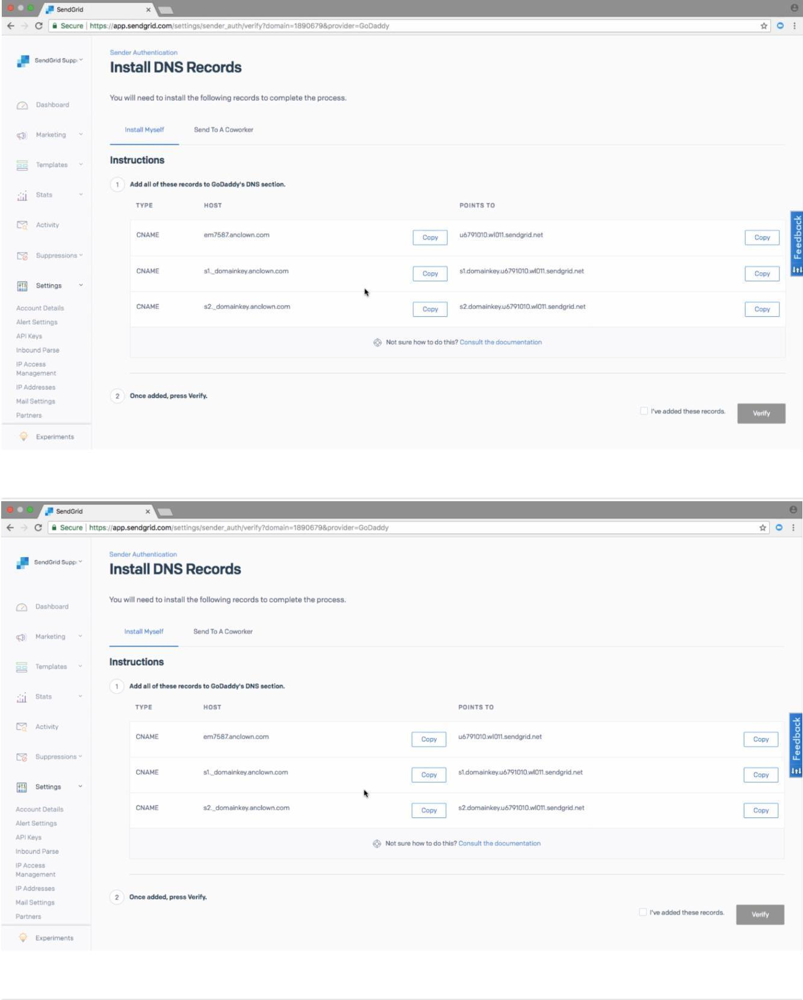 SendGrid
Secure | https://app.sendgrid.com/settings/sender_auth/verify?domain=1890679&provider=GoDaddy
SendGrid Supp
Sender Authentication
Install DNS Records
You will need to install the following records to complete the process.
Dashboard
Marketing
Templates
Stats
Activity
Suppressions
Settings
Account Details
Alert Settings
API Keys
Inbound Parse
IP Access
Management
IP Addresses
Mail Settings
Partners
Experiments
Install Myself Send To A Coworker
Instructions
1 Add all of these records to GoDaddy's DNS section.
TYPE HOST POINTS TO
CNAME em7587.anclown.com Copy u6791010.wl011.sendgrid.net Copy
CNAME s1._domainkey.anclown.com Copy s1.domainkey.u6791010.wl011.sendgrid.net Copy
CNAME s2._domainkey.anclown.com Copy s2.domainkey.u6791010.wl011.sendgrid.net Copy
Not sure how to do this? Consult the documentation
2 Once added, press Verify.
I've added these records. Verify
Feedback
SendGrid
Secure | https://app.sendgrid.com/settings/sender_auth/verify?domain=1890679&provider=GoDaddy
SendGrid Supp
Sender Authentication
Install DNS Records
You will need to install the following records to complete the process.
Dashboard
Marketing
Templates
Stats
Activity
Suppressions
Settings
Account Details
Alert Settings
API Keys
Inbound Parse
IP Access
Management
IP Addresses
Mail Settings
Partners
Experiments
Install Myself Send To A Coworker
Instructions
1 Add all of these records to GoDaddy's DNS section.
TYPE HOST POINTS TO
CNAME em7587.anclown.com Copy u6791010.wl011.sendgrid.net Copy
CNAME s1._domainkey.anclown.com Copy s1.domainkey.u6791010.wl011.sendgrid.net Copy
CNAME s2._domainkey.anclown.com Copy s2.domainkey.u6791010.wl011.sendgrid.net Copy
Not sure how to do this? Consult the documentation
2 Once added, press Verify.
I've added these records. Verify
Feedback